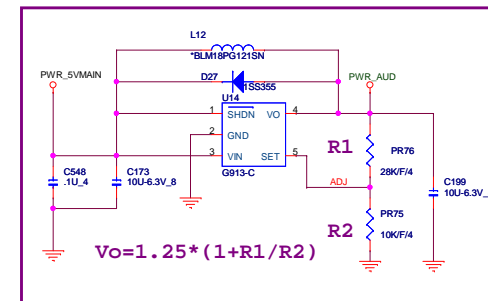 L12
*BLM18PG121SN
PWR_5VMAIN
D27
1SS355
PWR_AUD
U14
1
SHDN
VO
4
2
GND
3
VIN
SET
5
G913-C
R1
PR76
28K/F/4
ADJ
C548
.1U_4
C173
10U-6.3V_8
C199
10U-6.3V_
R2
PR75
10K/F/4
Vo=1.25*(1+R1/R2)